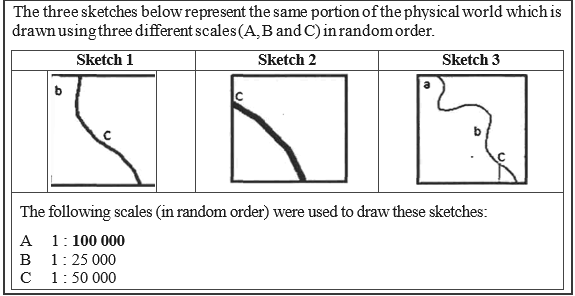 The three sketches below represent the same portion of the physical world which is
drawn using three different scales (A, B and C) in random order.
Sketch 1 Sketch 2 Sketch 3
b
c
c
a
b
c
The following scales (in random order) were used to draw these sketches:
A 1 : 100 000
B 1 : 25 000
C 1 : 50 000